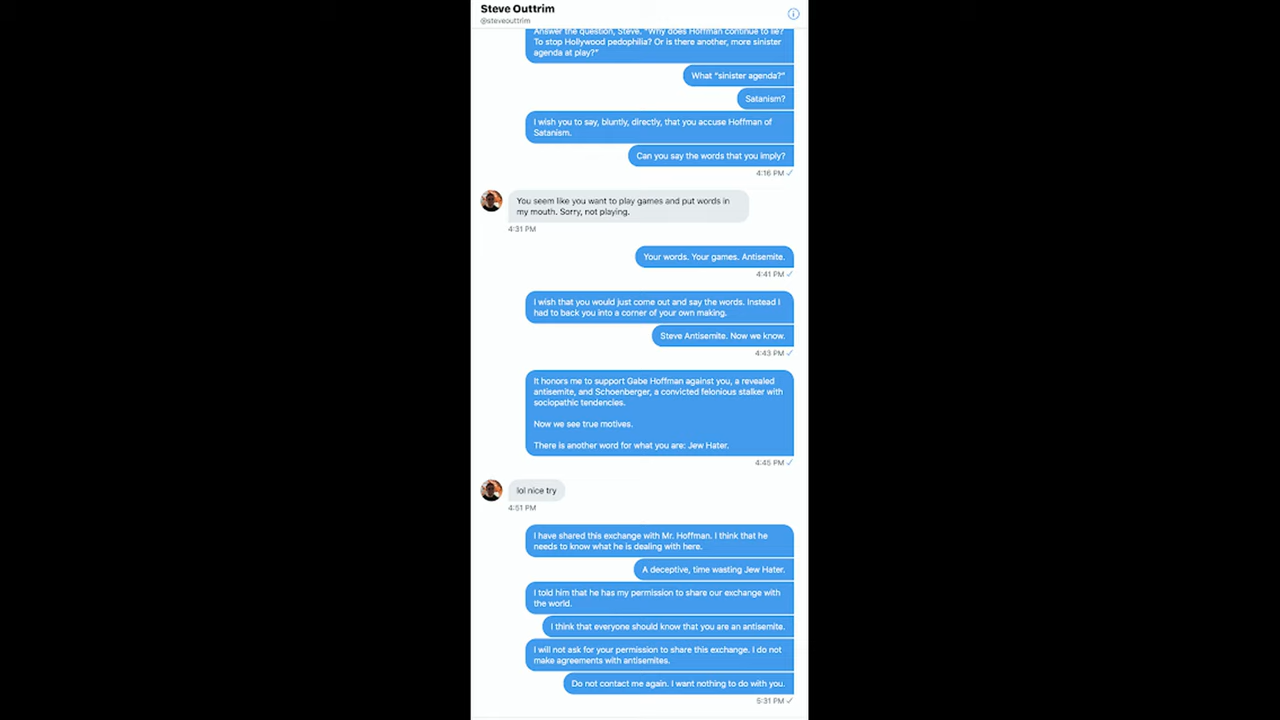 Steve Outtrim
@steveouttrim
Answer the question, Steve. "Why does Hoffman continue to lie?
To stop Hollywood pedophilia? Or is there another, more sinister
agenda at play?"
What "sinister agenda?"
Satanism?
I wish you to say, bluntly, directly, that you accuse Hoffman of
Satanism.
Can you say the words that you imply?
4:16 PM ✓
You seem like you want to play games and put words in
my mouth. Sorry, not playing.
4:31 PM
Your words. Your games. Antisemite.
4:41 PM ✓
I wish that you would just come out and say the words. Instead I
had to back you into a corner of your own making.
Steve Antisemite. Now we know.
4:43 PM ✓
It honors me to support Gabe Hoffman against you, a revealed
antisemite, and Schoenberger, a convicted felonious stalker with
sociopathic tendencies.
Now we see true motives.
There is another word for what you are: Jew Hater.
4:45 PM ✓
lol nice try
4:51 PM
I have shared this exchange with Mr. Hoffman. I think that he
needs to know what he is dealing with here.
A deceptive, time wasting Jew Hater.
I told him that he has my permission to share our exchange with
the world.
I think that everyone should know that you are an antisemite.
I will not ask for your permission to share this exchange. I do not
make agreements with antisemites.
Do not contact me again. I want nothing to do with you.
5:31 PM ✓